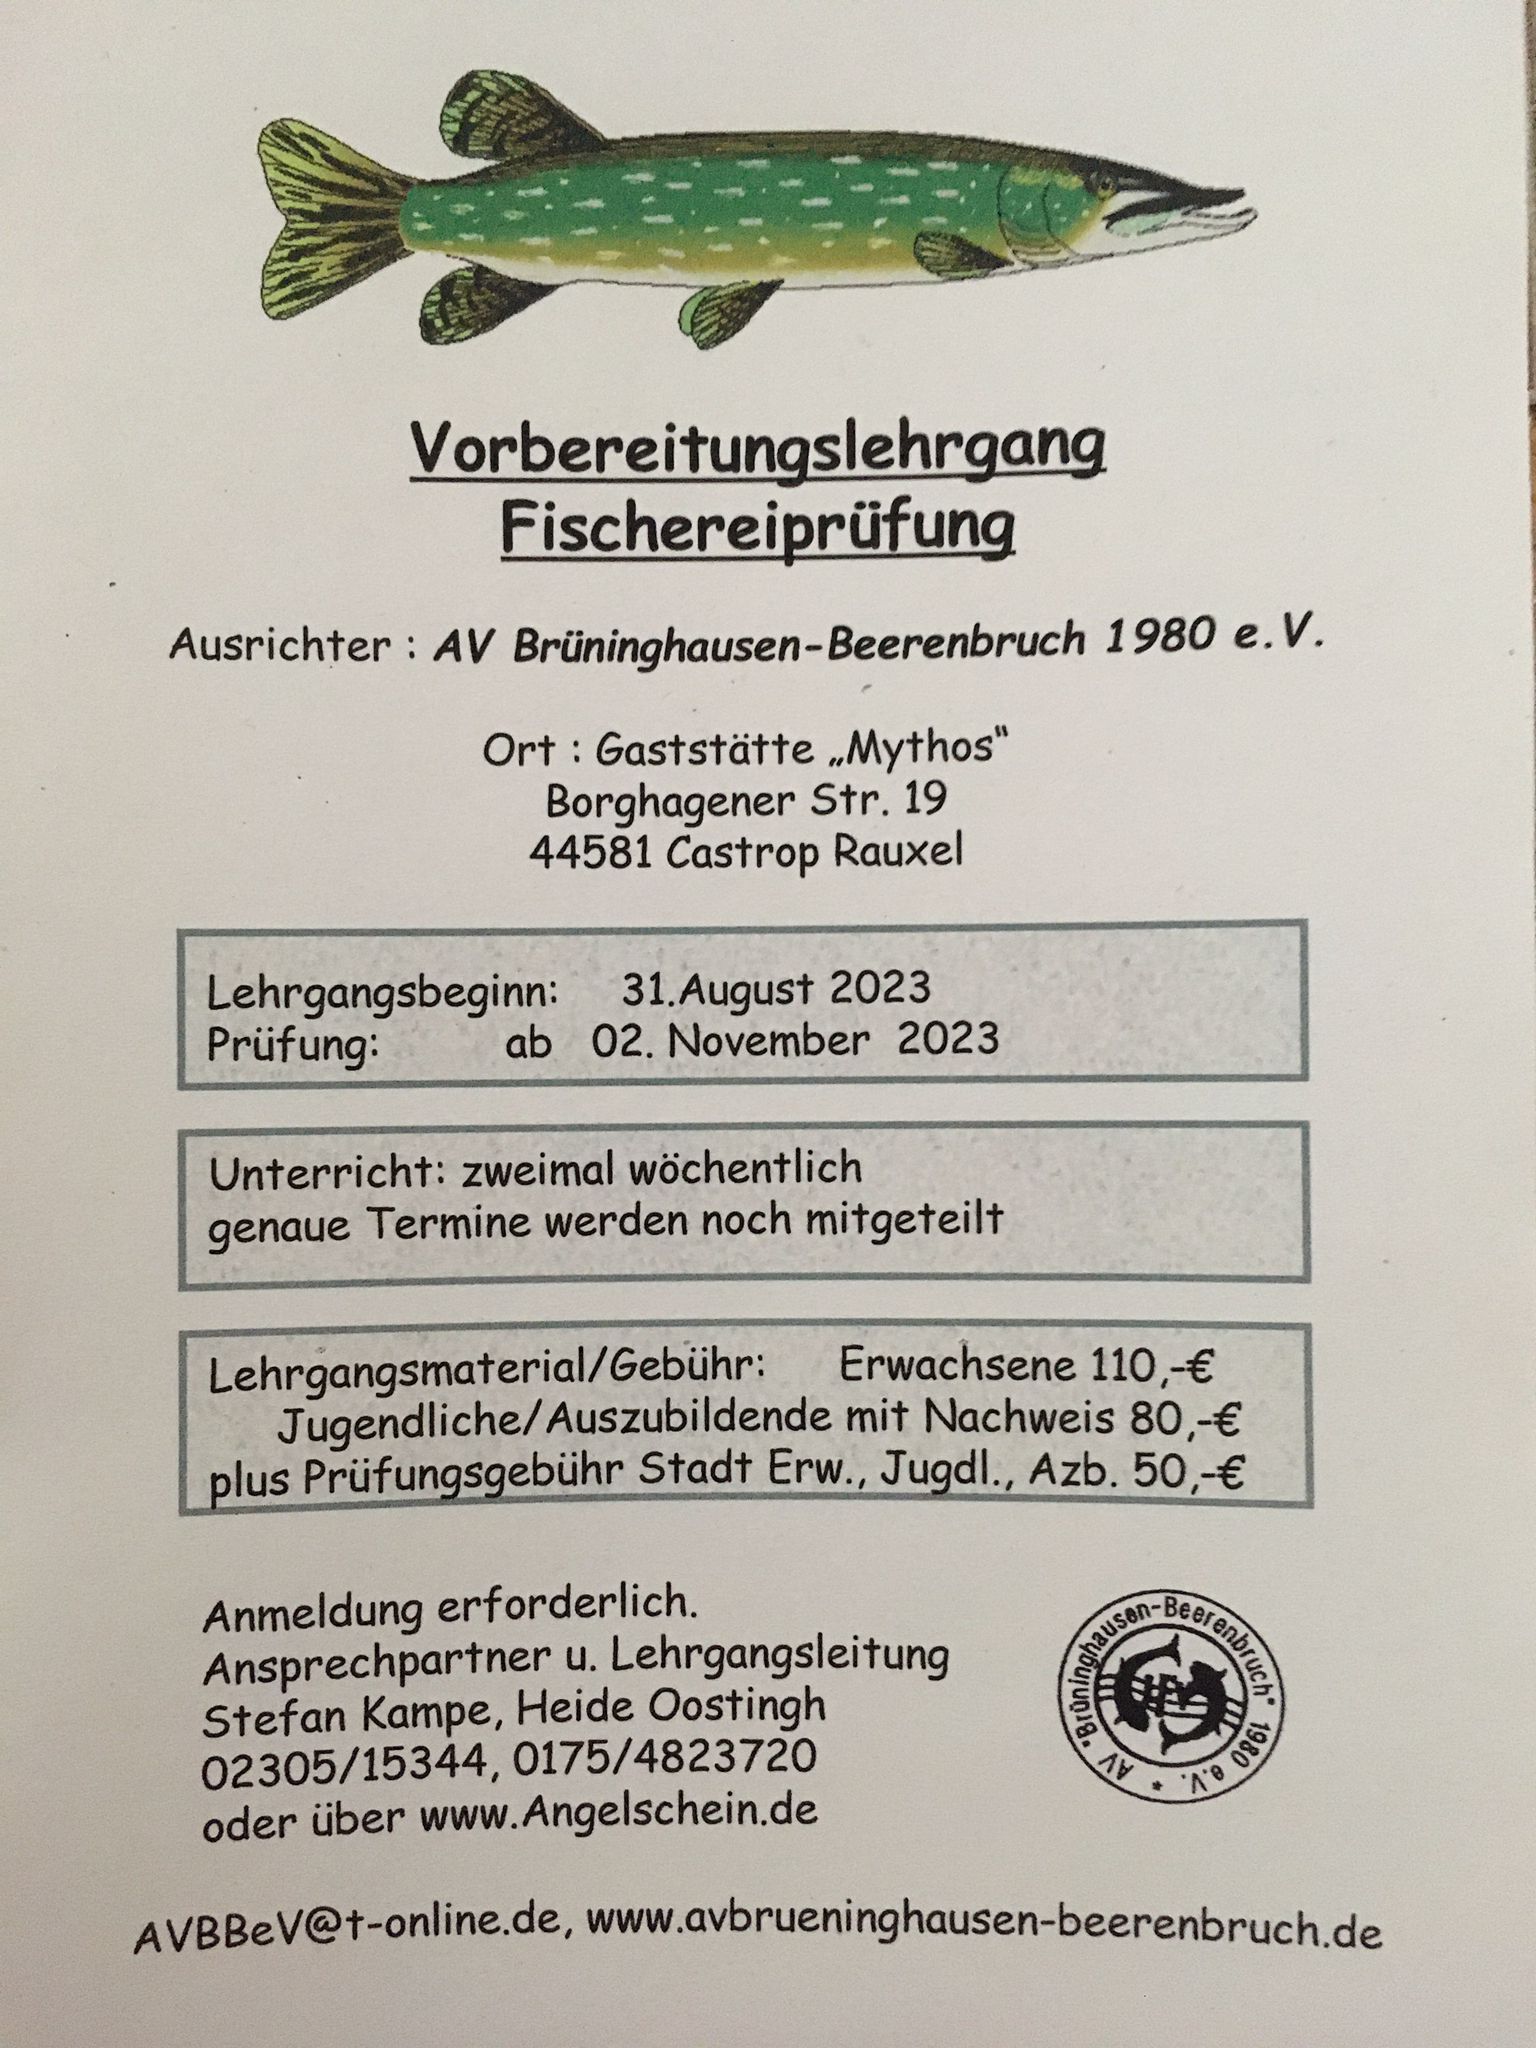 Vorbereitungslehrgang
Fischereiprüfung
Ausrichter : AV Brüninghausen-Beerenbruch 1980 e.V.
Ort : Gaststätte „Mythos“
Borghagener Str. 19
44581 Castrop Rauxel
Lehrgangsbeginn: 31.August 2023
Prüfung: ab 02. November 2023
Unterricht: zweimal wöchentlich
genaue Termine werden noch mitgeteilt
Lehrgangsmaterial/Gebühr: Erwachsene 110,-€
Jugendliche/Auszubildende mit Nachweis 80,-€
plus Prüfungsgebühr Stadt Erw., Jugdl., Azb. 50,-€
Anmeldung erforderlich.
Ansprechpartner u. Lehrgangsleitung
Stefan Kampe, Heide Oostingh
02305/15344, 0175/4823720
oder über www.Angelschein.de
AV "Brüninghausen-Beerenbruch" 1980 e.V. *
AVBBeV@t-online.de, www.avbrueninghausen-beerenbruch.de